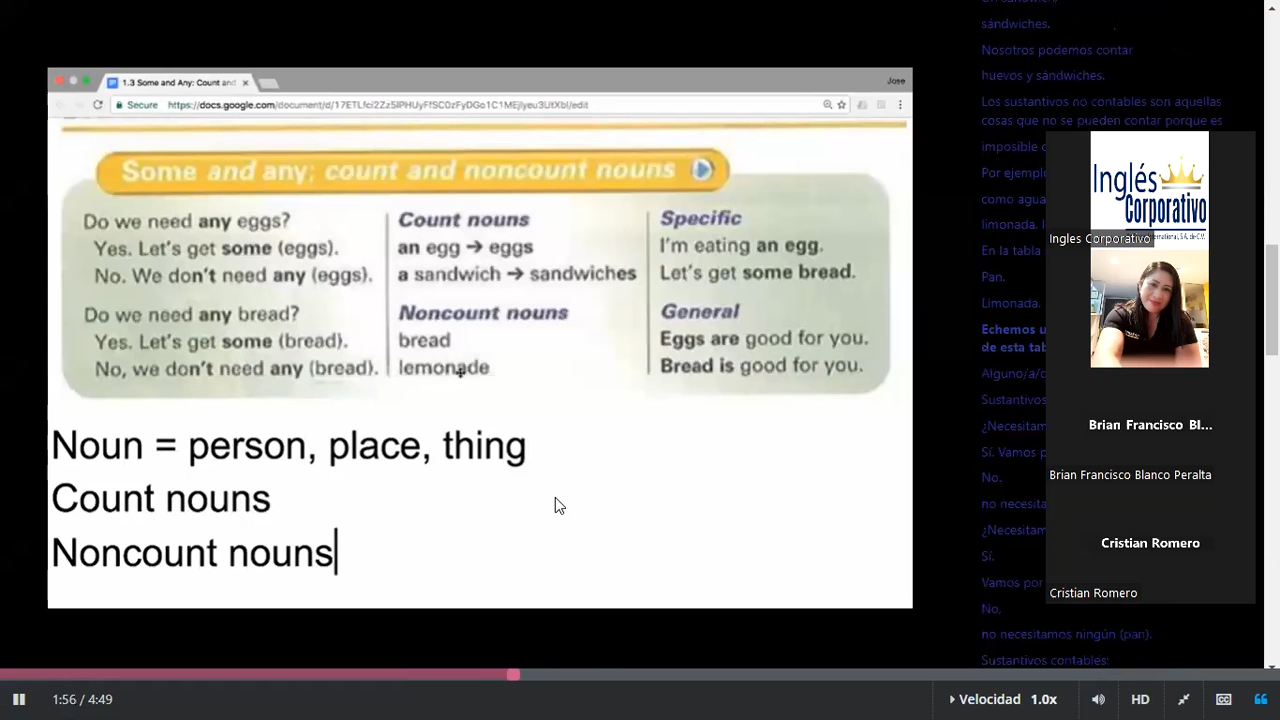 1.3 Some and Any: Count and
Jose
Secure
https://docs.google.com/document/d/17ETLfci2Zz5lPHUyFfSC0zFyDGo1C1MEjlyeu3UtXbI/edit
Some and any; count and noncount nouns
Do we need any eggs?
Yes. Let's get some (eggs).
No. We don't need any (eggs).
Do we need any bread?
Yes. Let's get some (bread).
No, we don't need any (bread).
Count nouns
an egg → eggs
a sandwich → sandwiches
Noncount nouns
bread
lemonade
Specific
I'm eating an egg.
Let's get some bread.
General
Eggs are good for you.
Bread is good for you.
Noun = person, place, thing
Count nouns
Noncount nouns
sándwiches.
Nosotros podemos contar
huevos y sándwiches.
Los sustantivos no contables son aquellas
cosas que no se pueden contar porque es
imposible
Por ejemplo
como agua
limonada,
En la tabla
Pan.
Limonada.
Echemos u
de esta tab
Alguno/a/o
Sustantivos
¿Necesitam
Sí. Vamos p
No,
no necesita
¿Necesitam
Sí.
Vamos por
No,
no necesitamos ningún (pan).
Sustantivos contables:
Inglés
Corporativo
Ingles Corporativo
Brian Francisco Bl...
Brian Francisco Blanco Peralta
Cristian Romero
Cristian Romero
1:56 / 4:49
Velocidad 1.0x
HD
CC